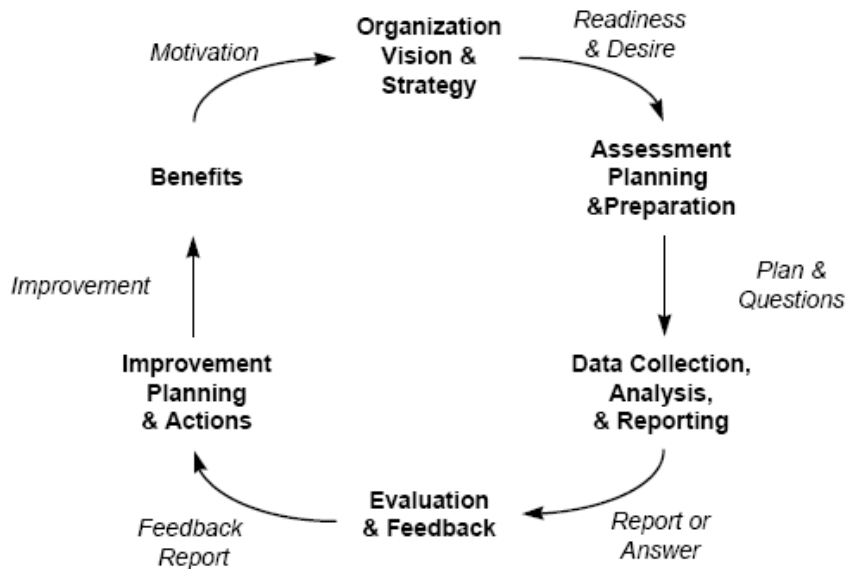 Organization
Vision &
Strategy
Readiness
& Desire
Assessment
Planning
&Preparation
Plan &
Questions
Data Collection,
Analysis,
& Reporting
Report or
Answer
Evaluation
& Feedback
Feedback
Report
Improvement
Planning
& Actions
Improvement
Benefits
Motivation